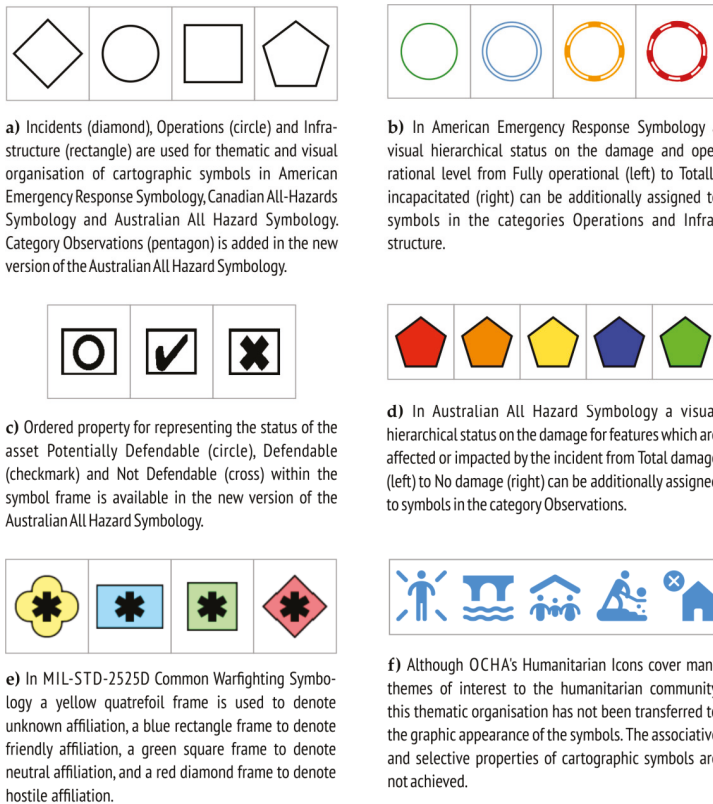 a) Incidents (diamond), Operations (circle) and Infra-
structure (rectangle) are used for thematic and visual
organisation of cartographic symbols in American
Emergency Response Symbology, Canadian All-Hazards
Symbology and Australian All Hazard Symbology.
Category Observations (pentagon) is added in the new
version of the Australian All Hazard Symbology.
b) In American Emergency Response Symbology
visual hierarchical status on the damage and ope
rational level from Fully operational (left) to Totall
incapacitated (right) can be additionally assigned t
symbols in the categories Operations and Infra
structure.
c) Ordered property for representing the status of the
asset Potentially Defendable (circle), Defendable
(checkmark) and Not Defendable (cross) within the
symbol frame is available in the new version of the
Australian All Hazard Symbology.
d) In Australian All Hazard Symbology a visua
hierarchical status on the damage for features which are
affected or impacted by the incident from Total damage
(left) to No damage (right) can be additionally assigned
to symbols in the category Observations.
e) In MIL-STD-2525D Common Warfighting Symbo-
logy a yellow quatrefoil frame is used to denote
unknown affiliation, a blue rectangle frame to denote
friendly affiliation, a green square frame to denote
neutral affiliation, and a red diamond frame to denote
hostile affiliation.
f) Although OCHA's Humanitarian Icons cover man
themes of interest to the humanitarian community
this thematic organisation has not been transferred to
the graphic appearance of the symbols. The associative
and selective properties of cartographic symbols are
not achieved.